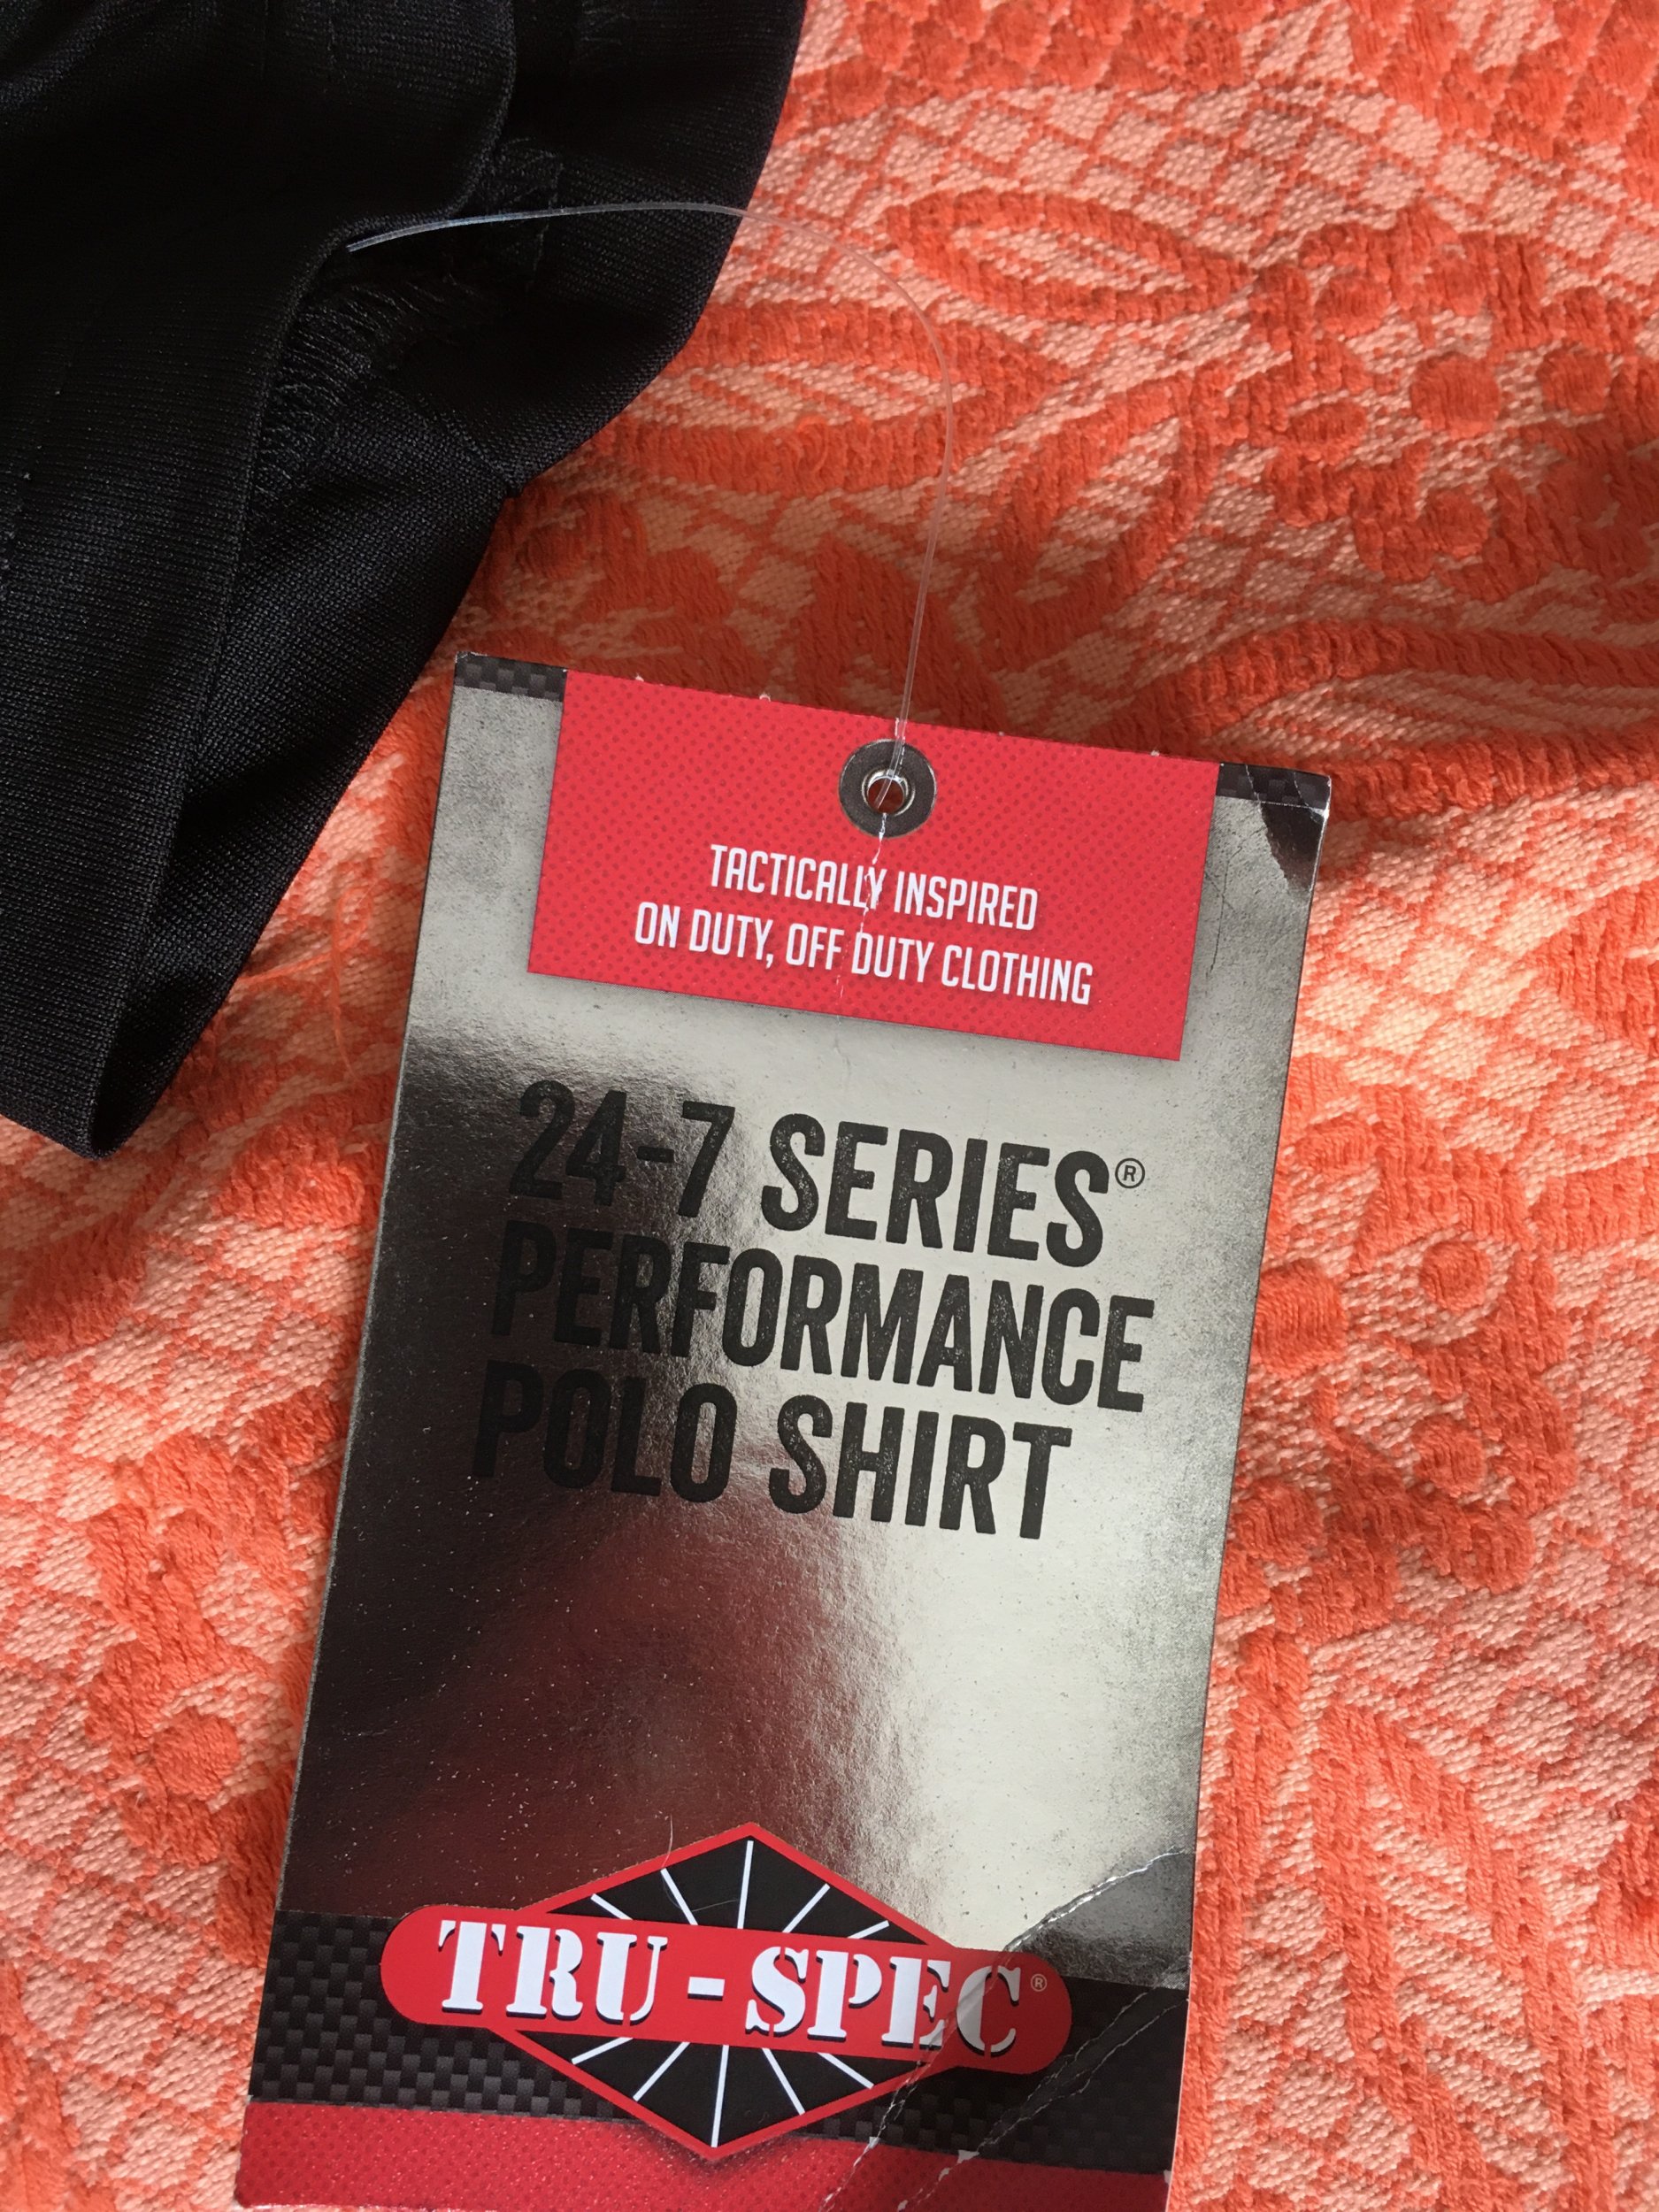 TACTICALLY INSPIRED
ON DUTY, OFF DUTY CLOTHING
24-7 SERIES®
PERFORMANCE
POLO SHIRT
TRU-SPEC®